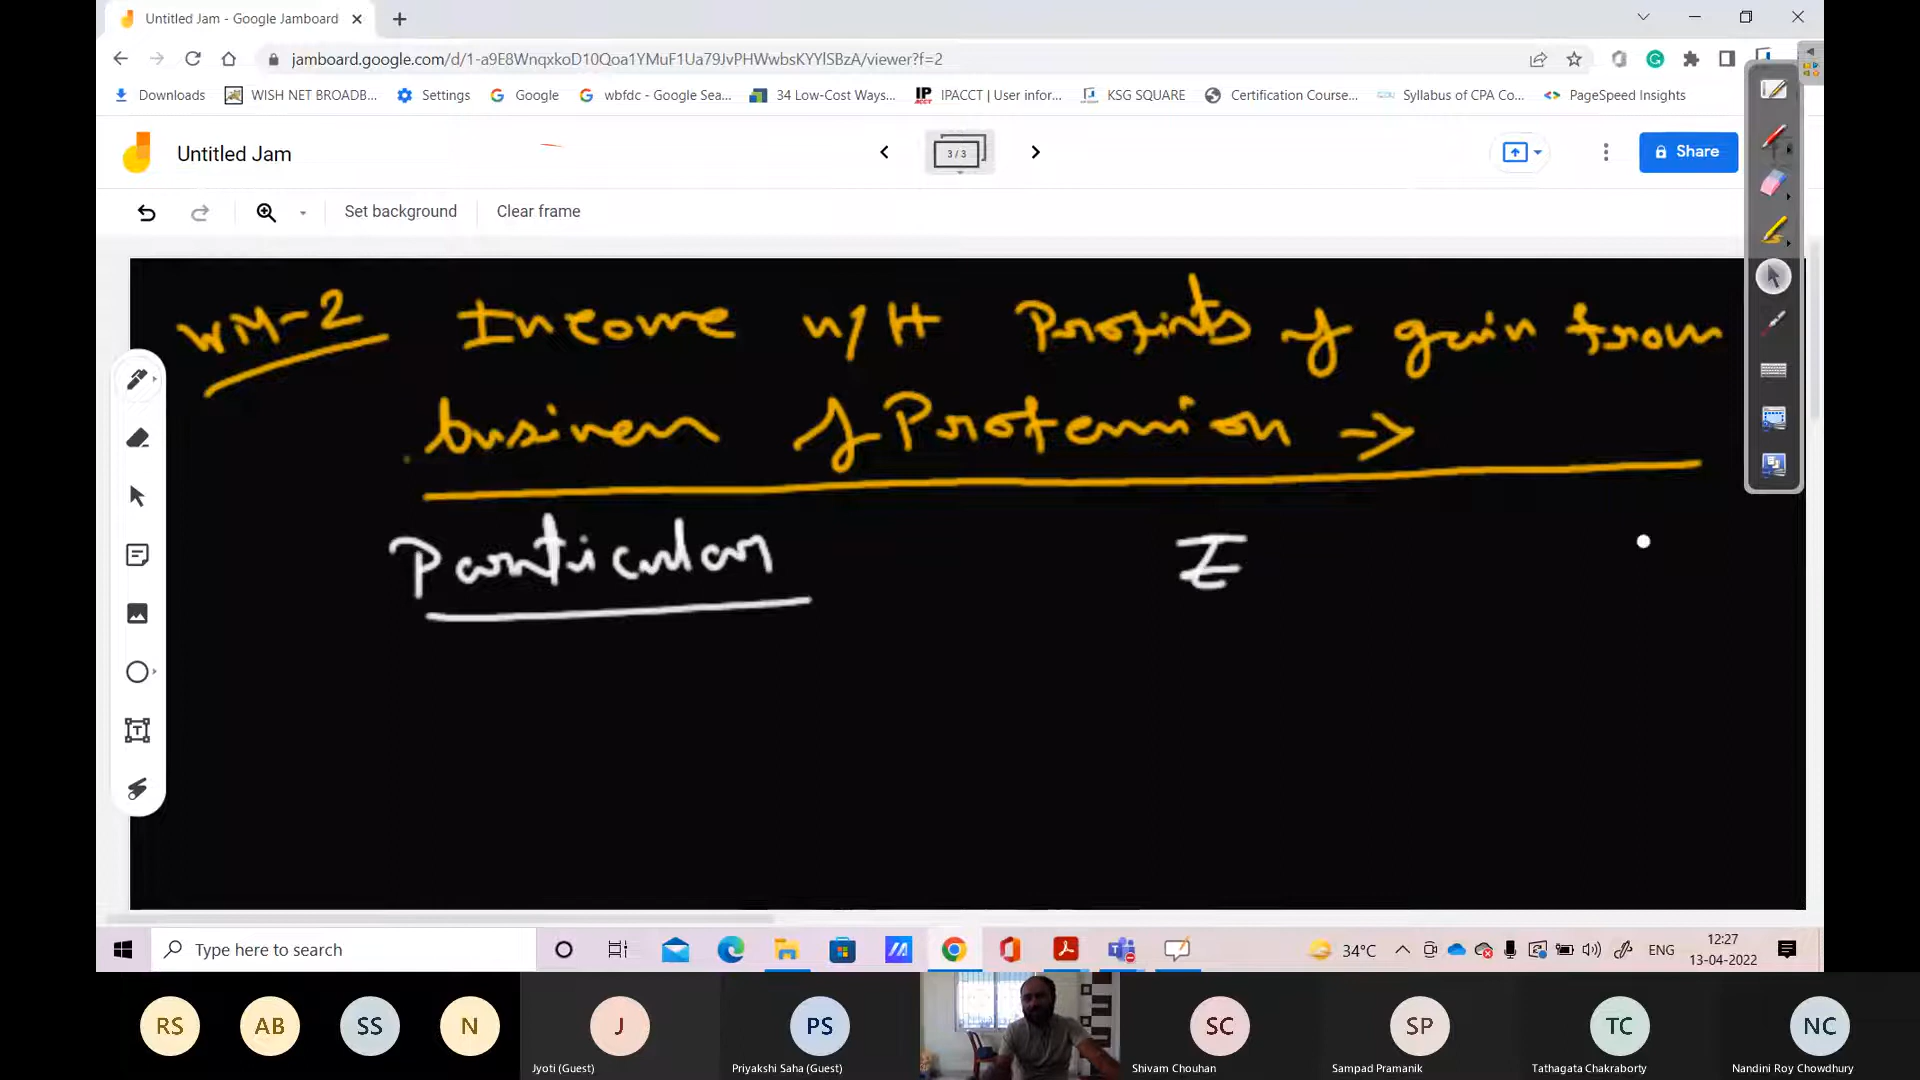 Untitled Jam - Google Jamboard
jamboard.google.com/d/1-a9E8WnqxkoD10Qoa1YMuF1Ua79JvPHWwbsKYYlSBzA/viewer?f=2
Downloads WISH NET BROADB... Settings Google wbfdc - Google Sea... 34 Low-Cost Ways... IPACCT | User infor... KSG SQUARE Certification Course... Syllabus of CPA Co... PageSpeed Insights
Untitled Jam 3 / 3 Share
Set background Clear frame
WM-2 Income u/H Profits & gain from
business & Profession →
Particular ₹
Type here to search 34°C ENG 12:27
13-04-2022
RS AB SS N J PS SC SP TC NC
Jyoti (Guest) Priyakshi Saha (Guest) Shivam Chouhan Sampad Pramanik Tathagata Chakraborty Nandini Roy Chowdhury